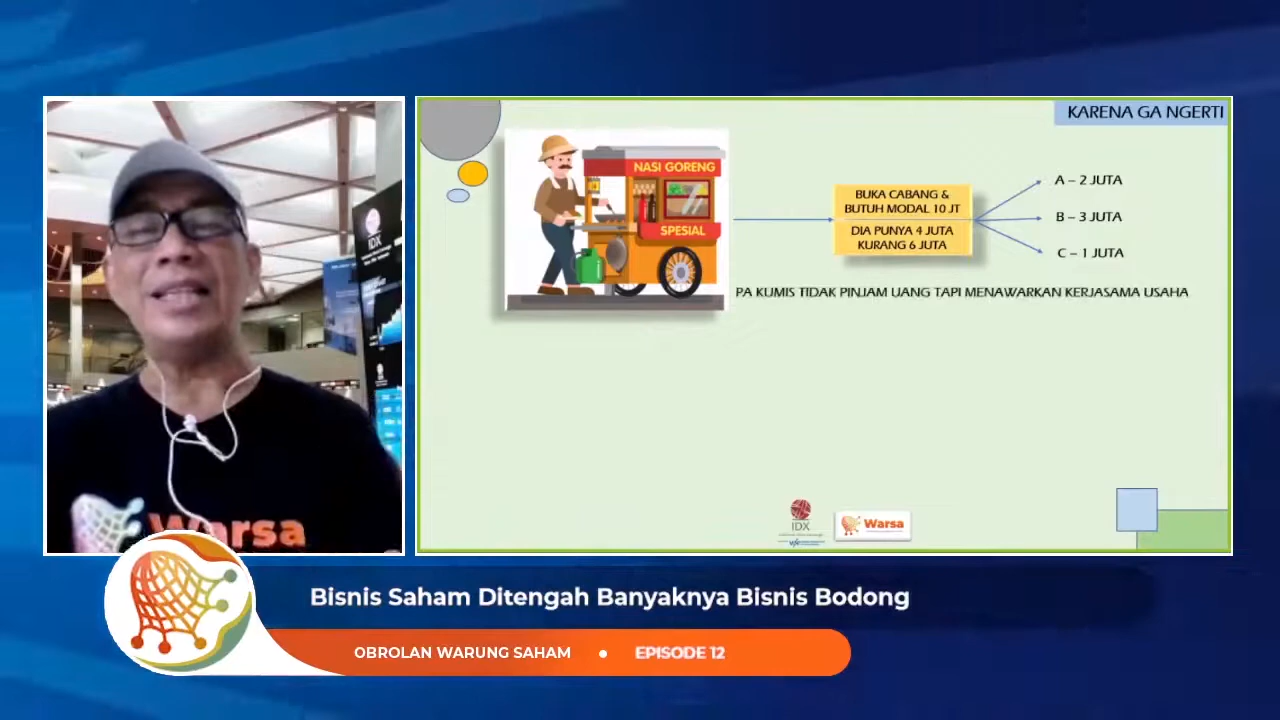 KARENA GA NGERTI
NASI GORENG
SPESIAL
BUKA CABANG &
BUTUH MODAL 10 JT
DIA PUNYA 4 JUTA
KURANG 6 JUTA
A – 2 JUTA
B – 3 JUTA
C – 1 JUTA
PA KUMIS TIDAK PINJAM UANG TAPI MENAWARKAN KERJASAMA USAHA
IDX
IDX
Warsa
Warsa
Bisnis Saham Ditengah Banyaknya Bisnis Bodong
OBROLAN WARUNG SAHAM • EPISODE 12